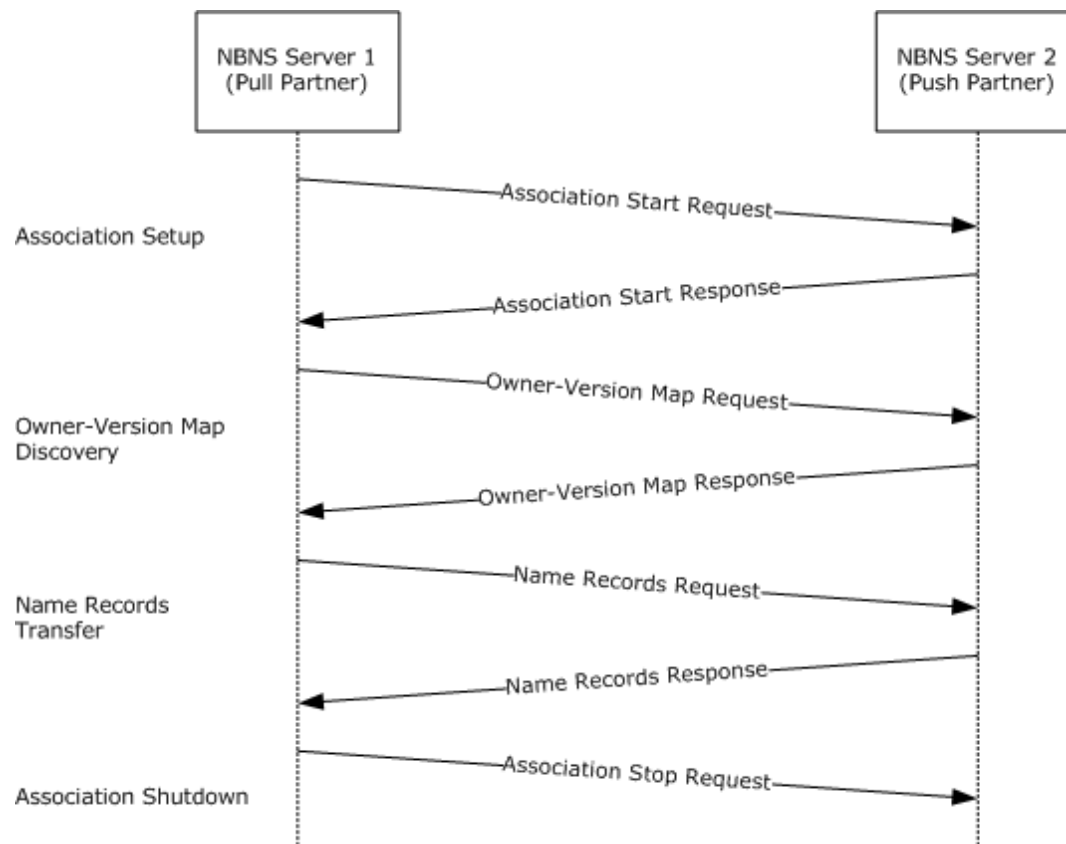 NBNS Server 1
(Pull Partner)
NBNS Server 2
(Push Partner)
Association Start Request
Association Setup
Association Start Response
Owner-Version Map Request
Owner-Version Map
Discovery
Owner-Version Map Response
Name Records Request
Name Records
Transfer
Name Records Response
Association Stop Request
Association Shutdown